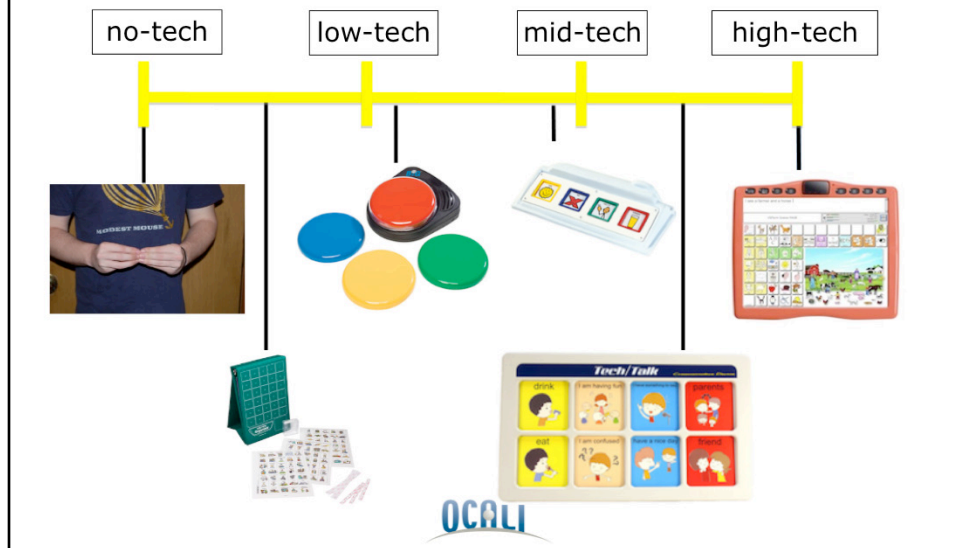 no-tech
low-tech
mid-tech
high-tech
MODEST MOUSE
Tech/Talk
drink
I am having fun
parents
eat
I am confused
have a nice day
friend
OCALI